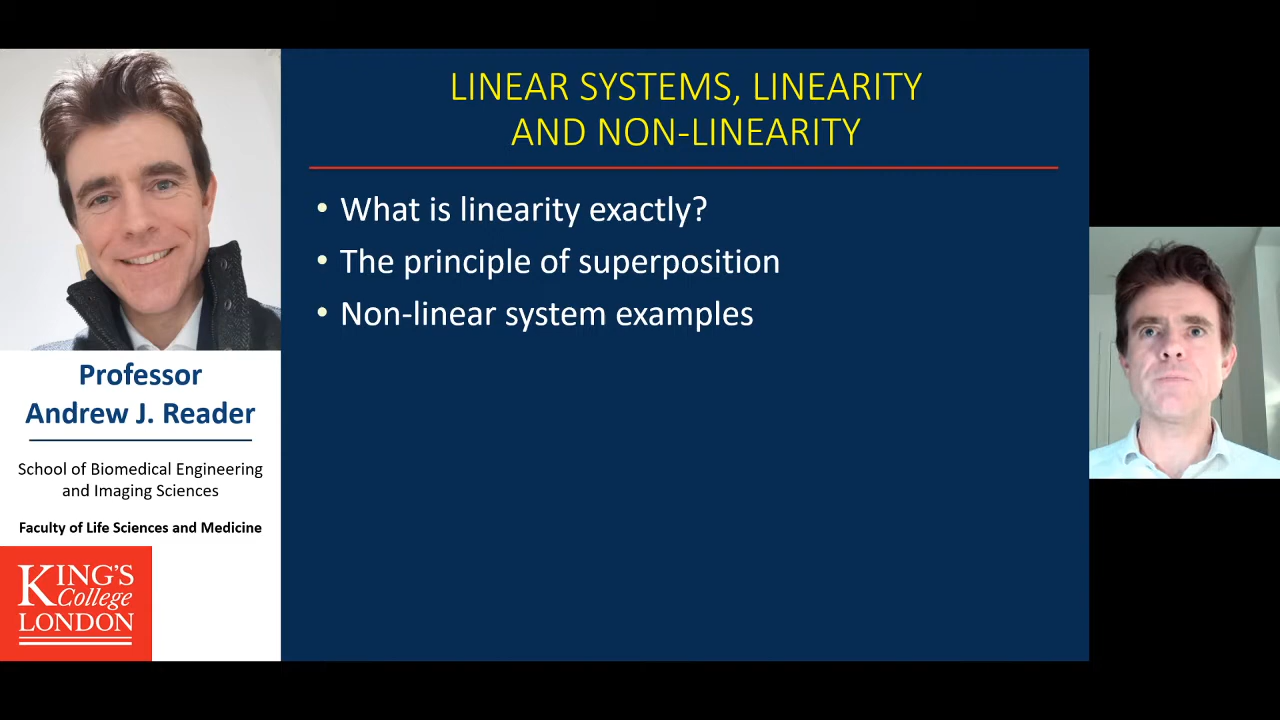 LINEAR SYSTEMS, LINEARITY
AND NON-LINEARITY
• What is linearity exactly?
• The principle of superposition
• Non-linear system examples
Professor
Andrew J. Reader
School of Biomedical Engineering
and Imaging Sciences
Faculty of Life Sciences and Medicine
KING'S
College
LONDON